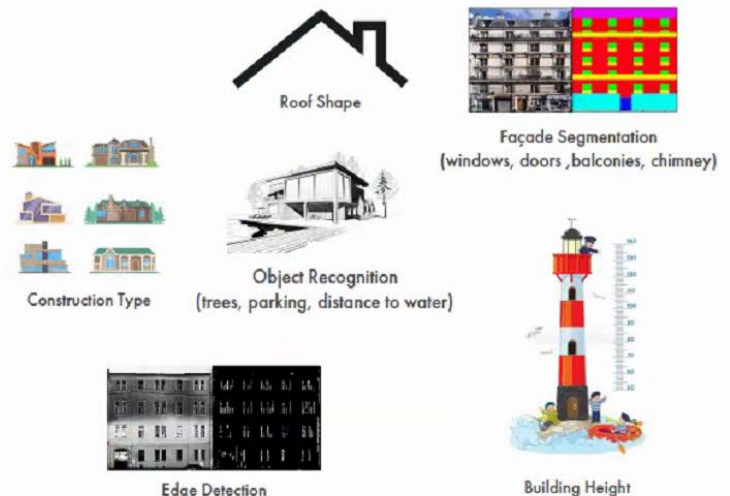 Roof Shape
Façade Segmentation
(windows, doors ,balconies, chimney)
Construction Type
Object Recognition
(trees, parking, distance to water)
Edge Detection
Building Height